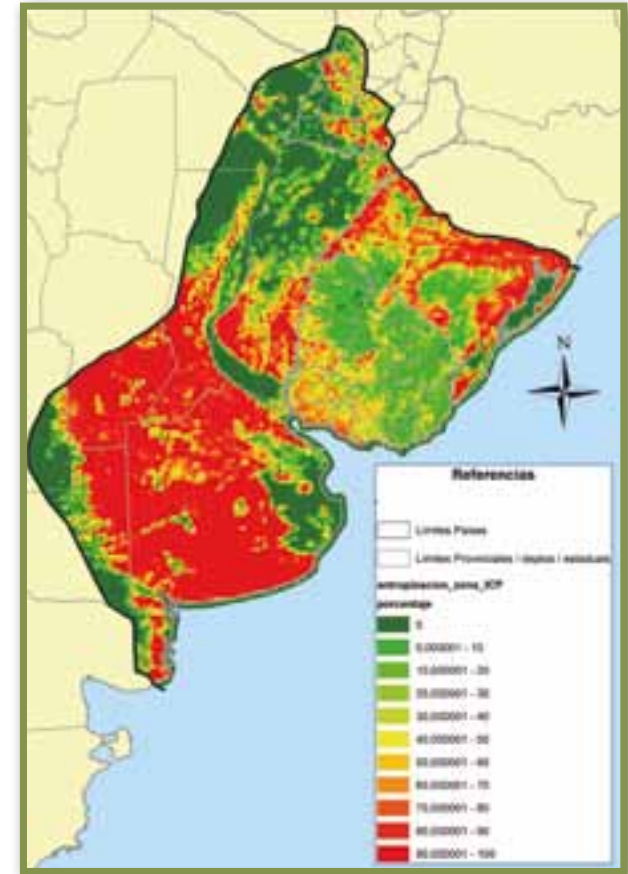 N
Referencias
Limites Paises
Limites Provinciales / deptos / estaduales
antropizacion_zona_ICP
porcentaje
0
0,000001 - 10
10,000001 - 20
20,000001 - 30
30,000001 - 40
40,000001 - 50
50,000001 - 60
60,000001 - 70
70,000001 - 80
80,000001 - 90
90,000001 - 100